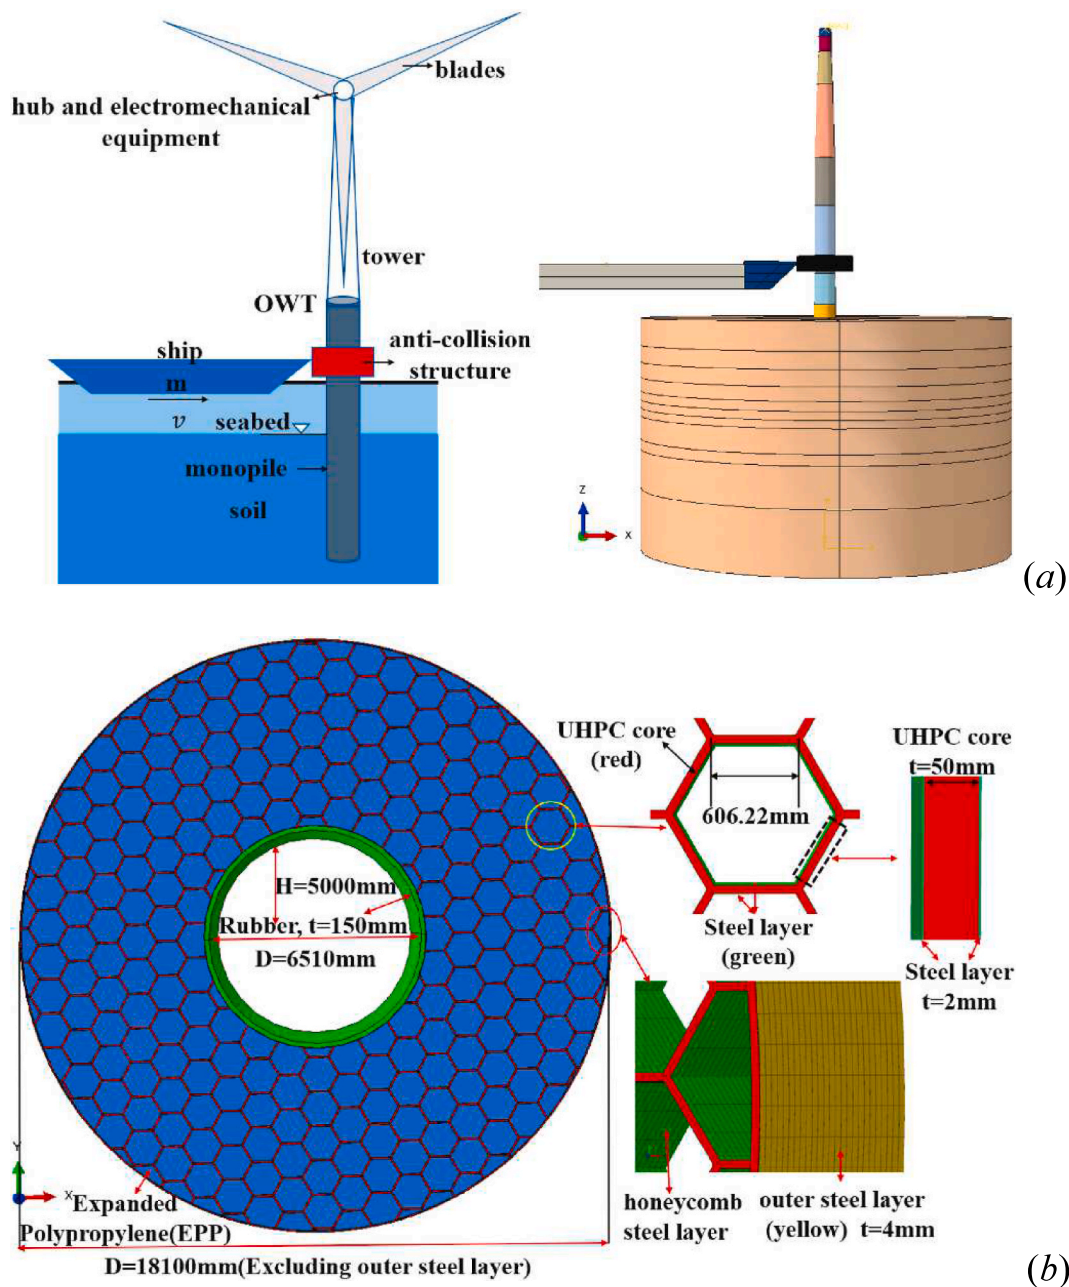 blades
hub and electromechanical
equipment
tower
OWT
anti-collision
structure
ship
m
v
seabed
monopile
soil
Z
X
(a)
UHPC core
(red)
606.22mm
UHPC core
t=50mm
H=5000mm
Rubber, t=150mm
D=6510mm
Steel layer
(green)
Steel layer
t=2mm
Y
X
Expanded
Polypropylene(EPP)
honeycomb
steel layer
outer steel layer
(yellow) t=4mm
D=18100mm(Excluding outer steel layer)
(b)